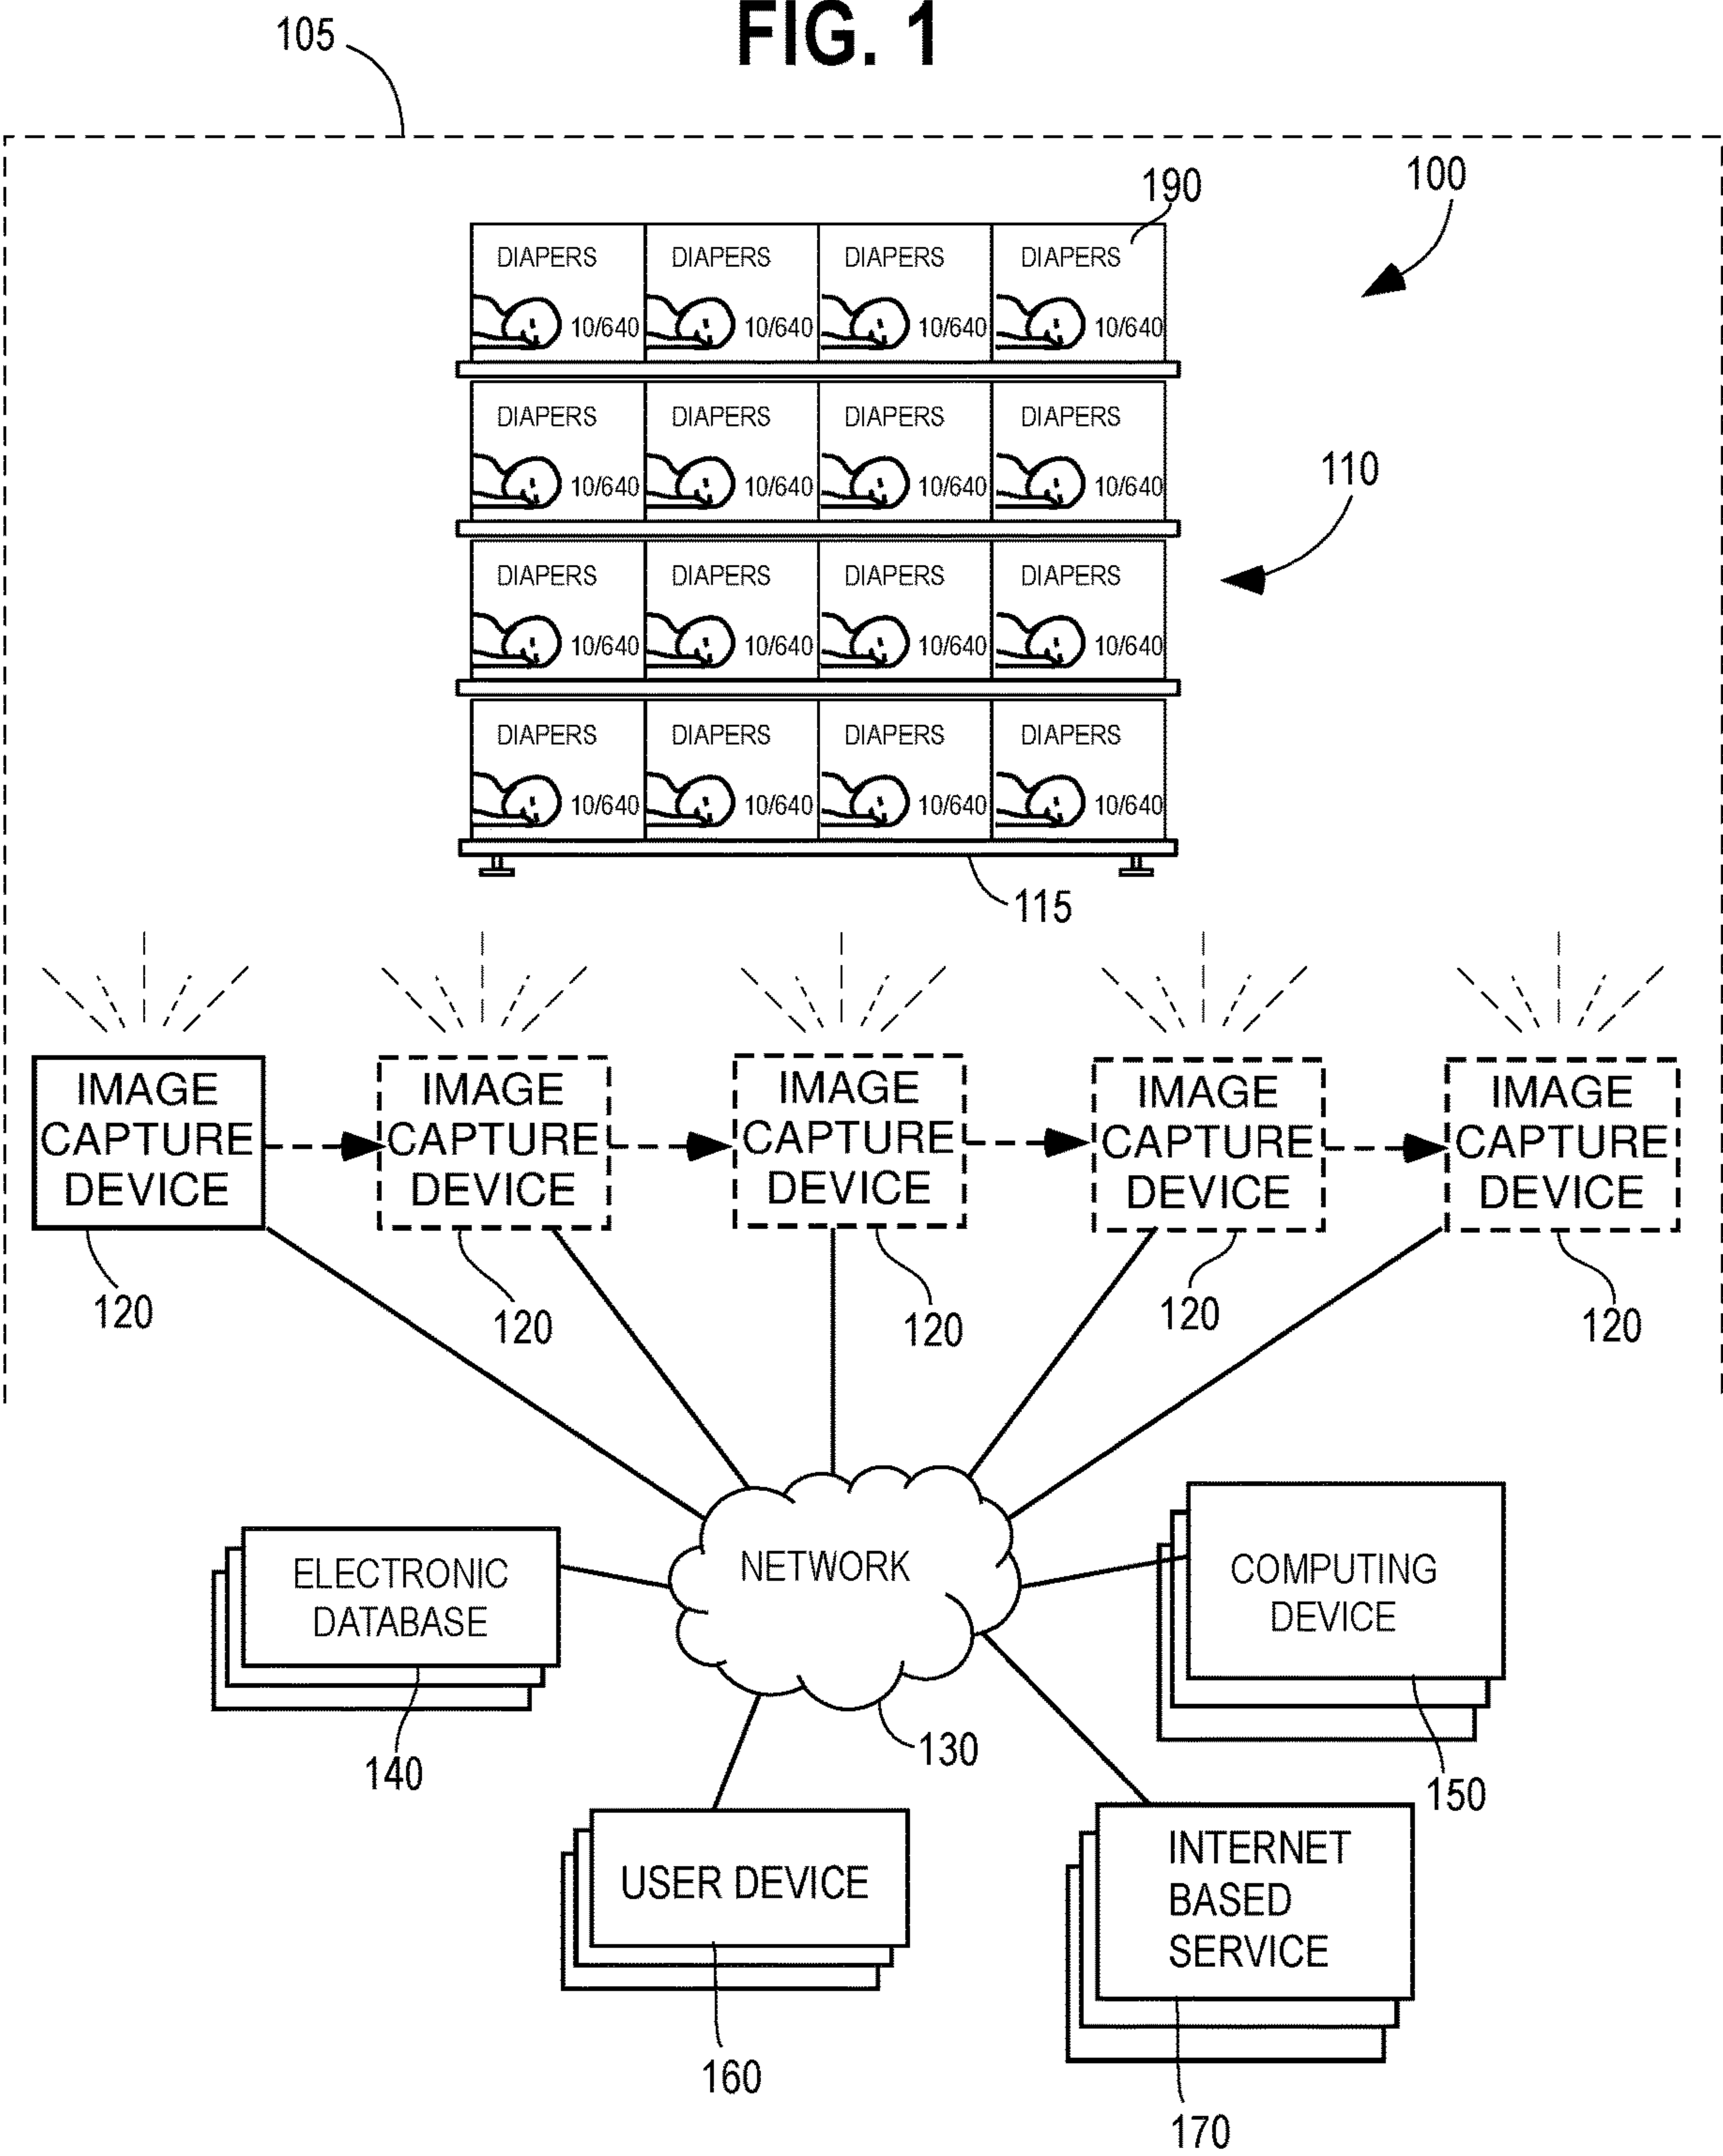 FIG. 1
105
100
190
DIAPERS DIAPERS DIAPERS DIAPERS
10/640 10/640 10/640 10/640
DIAPERS DIAPERS DIAPERS DIAPERS
110
10/640 10/640 10/640 10/640
DIAPERS DIAPERS DIAPERS DIAPERS
10/640 10/640 10/640 10/640
DIAPERS DIAPERS DIAPERS DIAPERS
10/640 10/640 10/640 10/640
115
IMAGE
CAPTURE
DEVICE
IMAGE
CAPTURE
DEVICE
IMAGE
CAPTURE
DEVICE
IMAGE
CAPTURE
DEVICE
IMAGE
CAPTURE
DEVICE
120 120 120 120 120
NETWORK
130
ELECTRONIC
DATABASE
140
COMPUTING
DEVICE
150
USER DEVICE
160
INTERNET
BASED
SERVICE
170